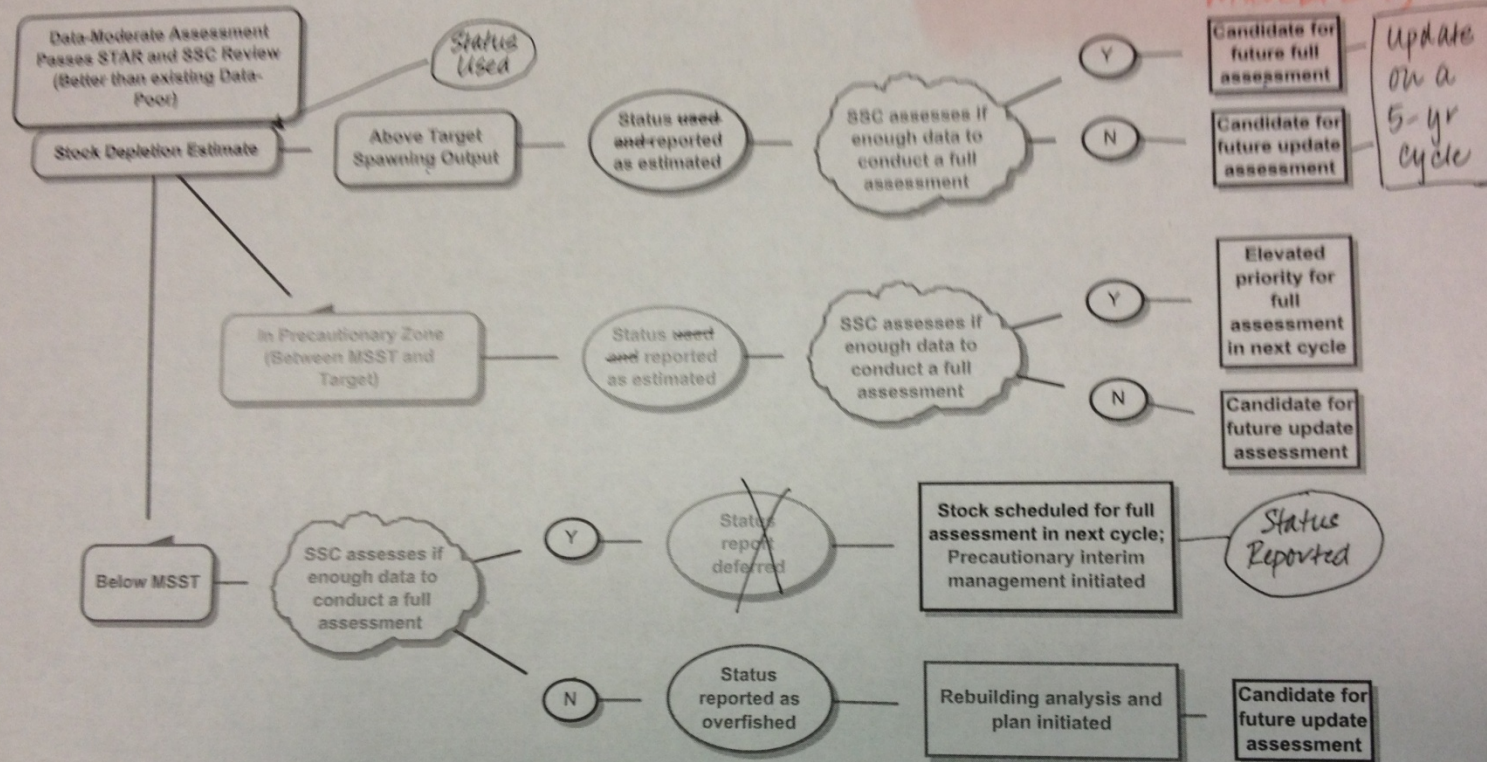 Data-Moderate Assessment
Passes STAR and SSC Review
(Better than existing Data-
Poor)
Status
Used
Stock Depletion Estimate
Above Target
Spawning Output
Status used
and reported
as estimated
SSC assesses if
enough data to
conduct a full
assessment
Y
Candidate for
future full
assessment
N
Candidate for
future update
assessment
update
on a
5-yr
cycle
In Precautionary Zone
(Between MSST and
Target)
Status used
and reported
as estimated
SSC assesses if
enough data to
conduct a full
assessment
Y
Elevated
priority for
full
assessment
in next cycle
N
Candidate for
future update
assessment
Below MSST
SSC assesses if
enough data to
conduct a full
assessment
Y
Status
report
deferred
Stock scheduled for full
assessment in next cycle;
Precautionary interim
management initiated
Status
Reported
N
Status
reported as
overfished
Rebuilding analysis and
plan initiated
Candidate for
future update
assessment